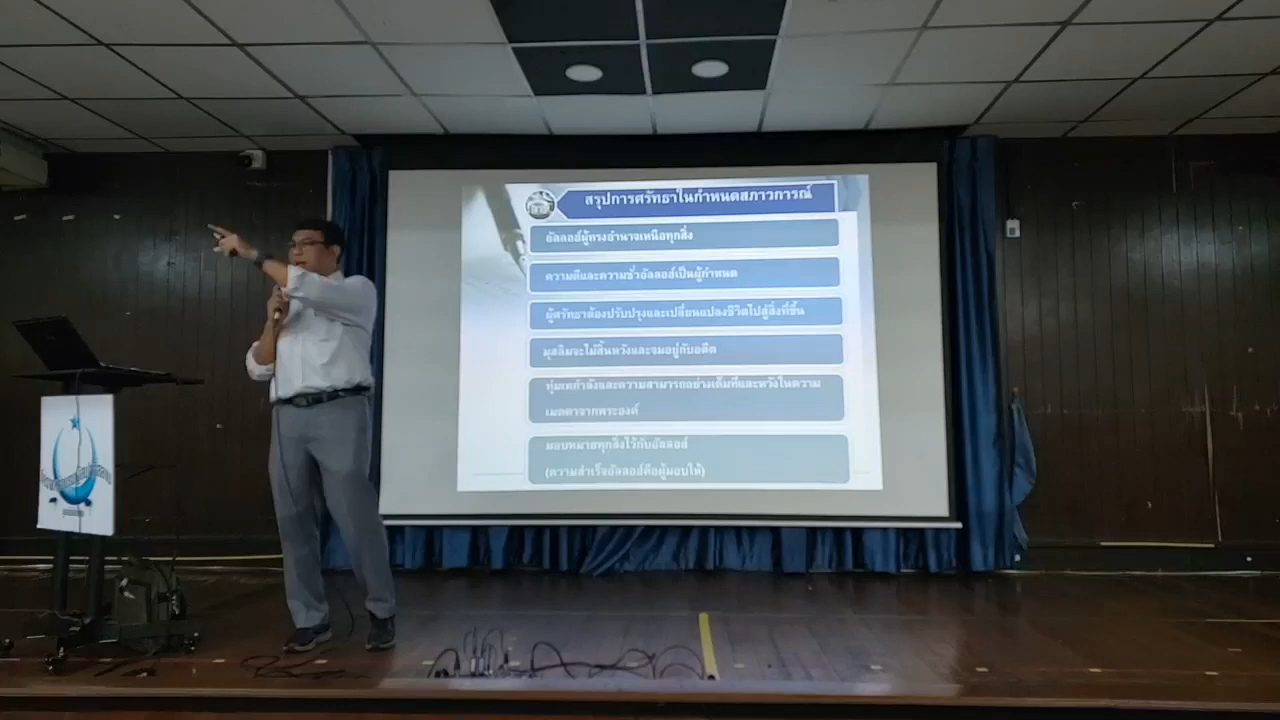 สรุปการศรัทธาในกำหนดสภาวการณ์
อัลลอฮ์ผู้ทรงอำนาจเหนือทุกสิ่ง
ความดีและความชั่วอัลลอฮ์เป็นผู้กำหนด
ผู้ศรัทธาต้องปรับปรุงและเปลี่ยนแปลงชีวิตไปสู่สิ่งที่ขึ้น
มุสลิมจะไม่สิ้นหวังและจมอยู่กับอดีต
ทุ่มเทกำลังและความสามารถอย่างเต็มที่และหวังในความ
เมตตาจากพระองค์
มอบหมายทุกสิ่งไว้กับอัลลอฮ์
(ความสำเร็จอัลลอฮ์คือผู้มอบให้)